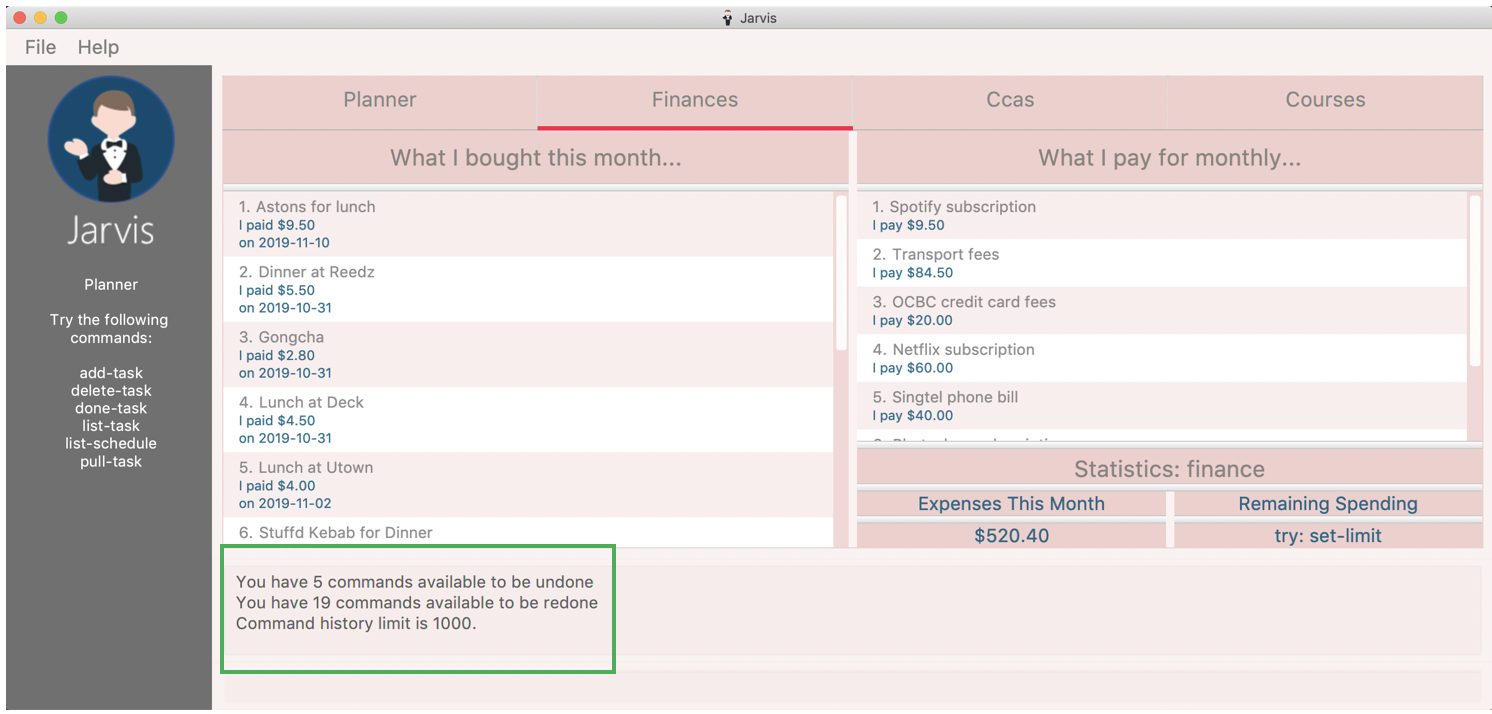 Jarvis
File Help
Jarvis
Planner
Try the following
commands:
add-task
delete-task
done-task
list-task
list-schedule
pull-task
Planner Finances Ccas Courses
What I bought this month...
1. Astons for lunch
I paid $9.50
on 2019-11-10
2. Dinner at Reedz
I paid $5.50
on 2019-10-31
3. Gongcha
I paid $2.80
on 2019-10-31
4. Lunch at Deck
I paid $4.50
on 2019-10-31
5. Lunch at Utown
I paid $4.00
on 2019-11-02
6. Stuffd Kebab for Dinner
What I pay for monthly...
1. Spotify subscription
I pay $9.50
2. Transport fees
I pay $84.50
3. OCBC credit card fees
I pay $20.00
4. Netflix subscription
I pay $60.00
5. Singtel phone bill
I pay $40.00
Statistics: finance
Expenses This Month Remaining Spending
$520.40 try: set-limit
You have 5 commands available to be undone
You have 19 commands available to be redone
Command history limit is 1000.